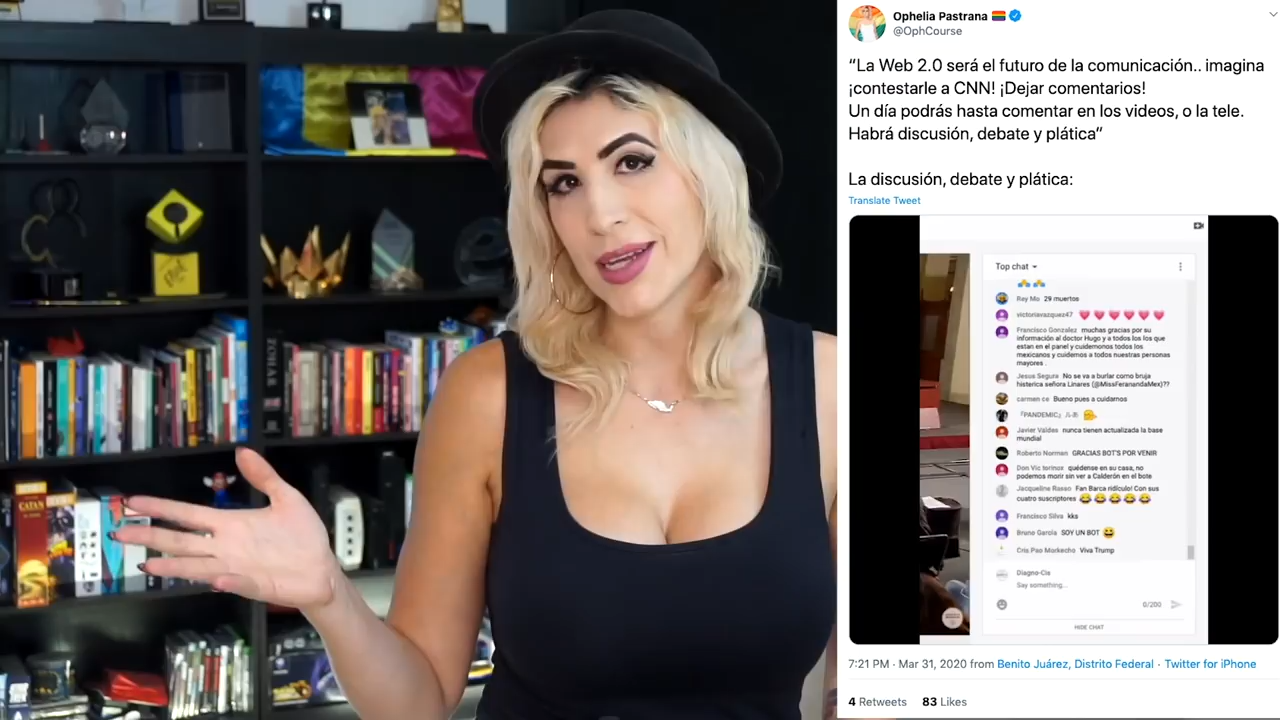 Ophelia Pastrana
@OphCourse
“La Web 2.0 será el futuro de la comunicación.. imagina
¡contestarle a CNN! ¡Dejar comentarios!
Un día podrás hasta comentar en los videos, o la tele.
Habrá discusión, debate y plática”
La discusión, debate y plática:
Translate Tweet
Top chat
Rey Mo 29 muertos
victoriavazquez47
Francisco Gonzalez muchas gracias por su
información al doctor Hugo y a todos los los que
estan en el panel y cuidemonos todos los
mexicanos y cuidemos a todos nuestras personas
mayores .
Jesus Segura No se va a burlar como bruja
histerica señora Linares (@MissFeranandaMex)??
carmen ce Bueno pues a cuidarnos
『PANDEMIC』
Javier Valdes nunca tienen actualizada la base
mundial
Roberto Norman GRACIAS BOT'S POR VENIR
Don Vic torinox quédense en su casa, no
podemos morir sin ver a Calderón en el bote
Jacqueline Rasso Fan Barca ridículo! Con sus
cuatro suscriptores
Francisco Silva kks
Bruno García SOY UN BOT
Cris Pao Morkecho Viva Trump
Diagno-Cis
Say something...
0/200
HIDE CHAT
7:21 PM · Mar 31, 2020 from Benito Juárez, Distrito Federal · Twitter for iPhone
4 Retweets 83 Likes
CATAN
ZOHAR